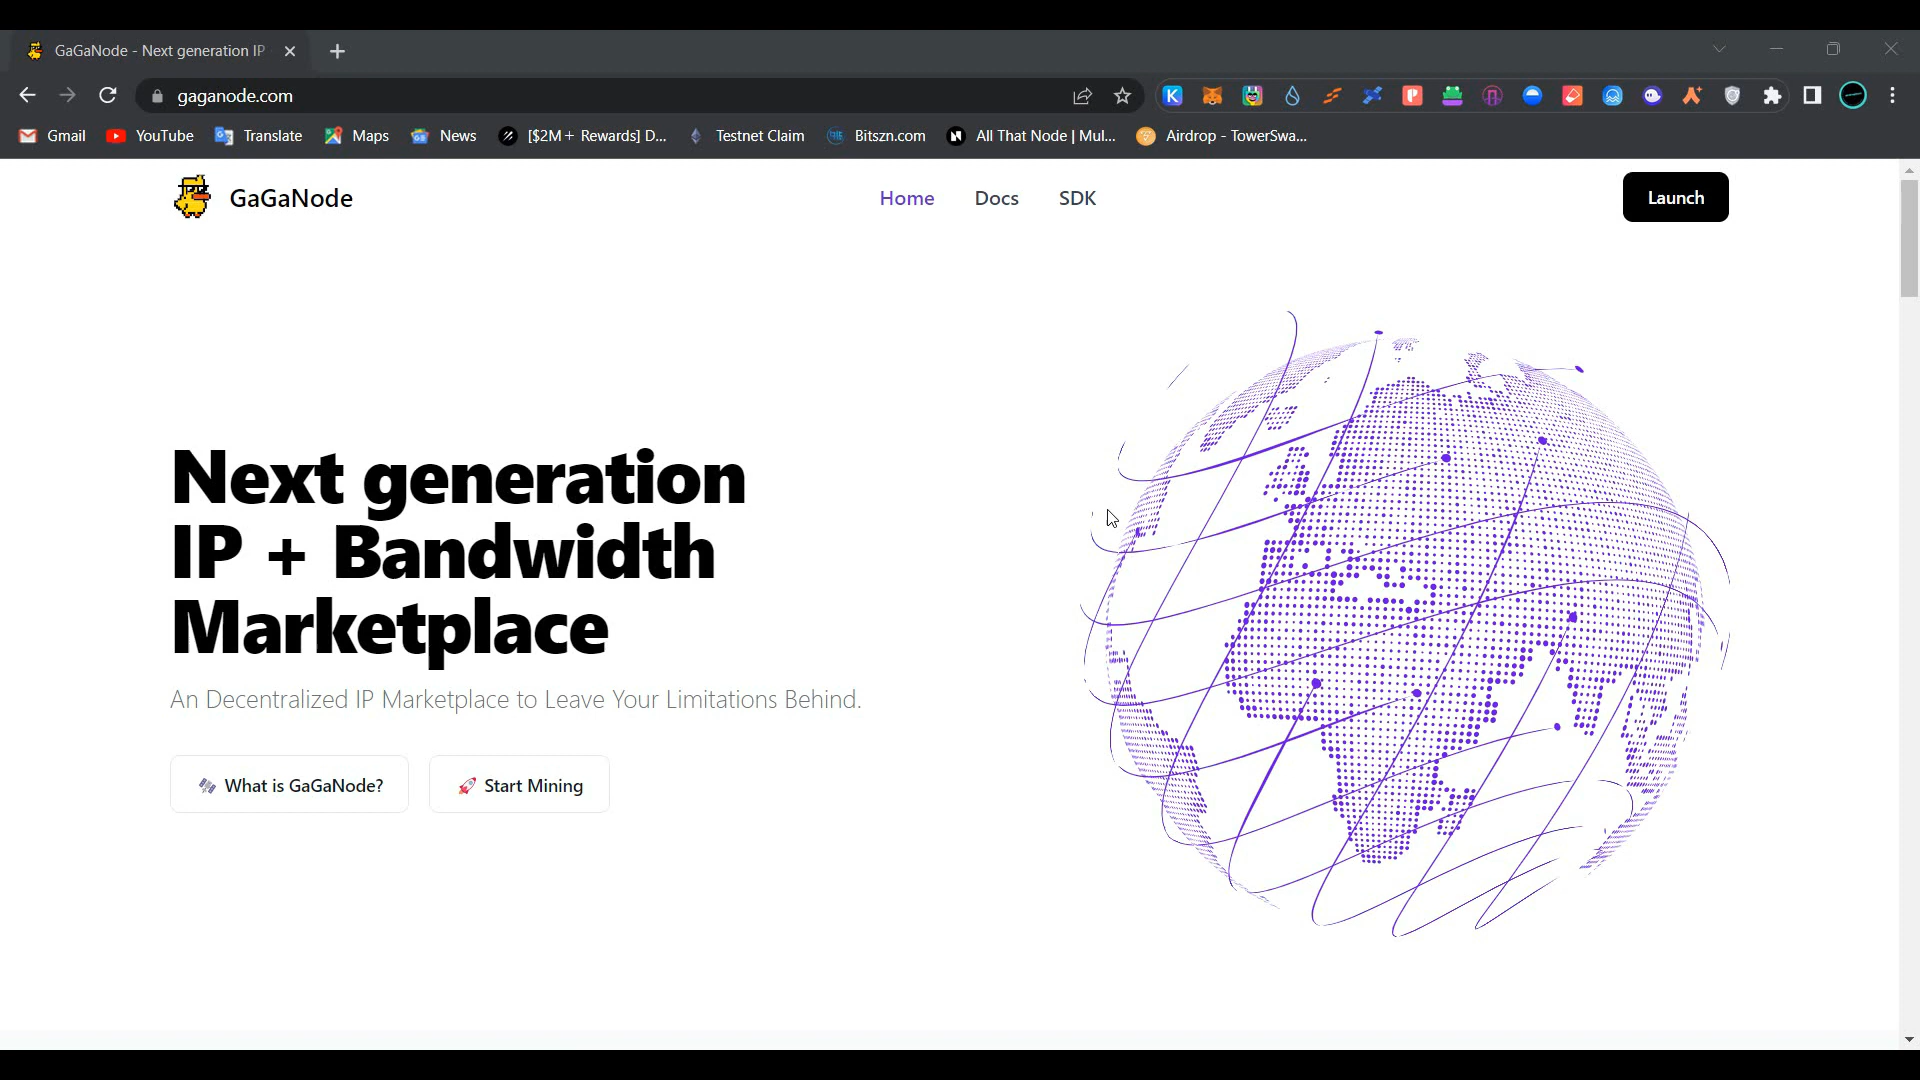 GaGaNode - Next generation IP
gaganode.com
Gmail
YouTube
Translate
Maps
News
[$2M+ Rewards] D...
Testnet Claim
Bitszn.com
All That Node | Mul...
Airdrop - TowerSwa...
GaGaNode
Home
Docs
SDK
Launch
Next generation
IP + Bandwidth
Marketplace
An Decentralized IP Marketplace to Leave Your Limitations Behind.
What is GaGaNode?
Start Mining